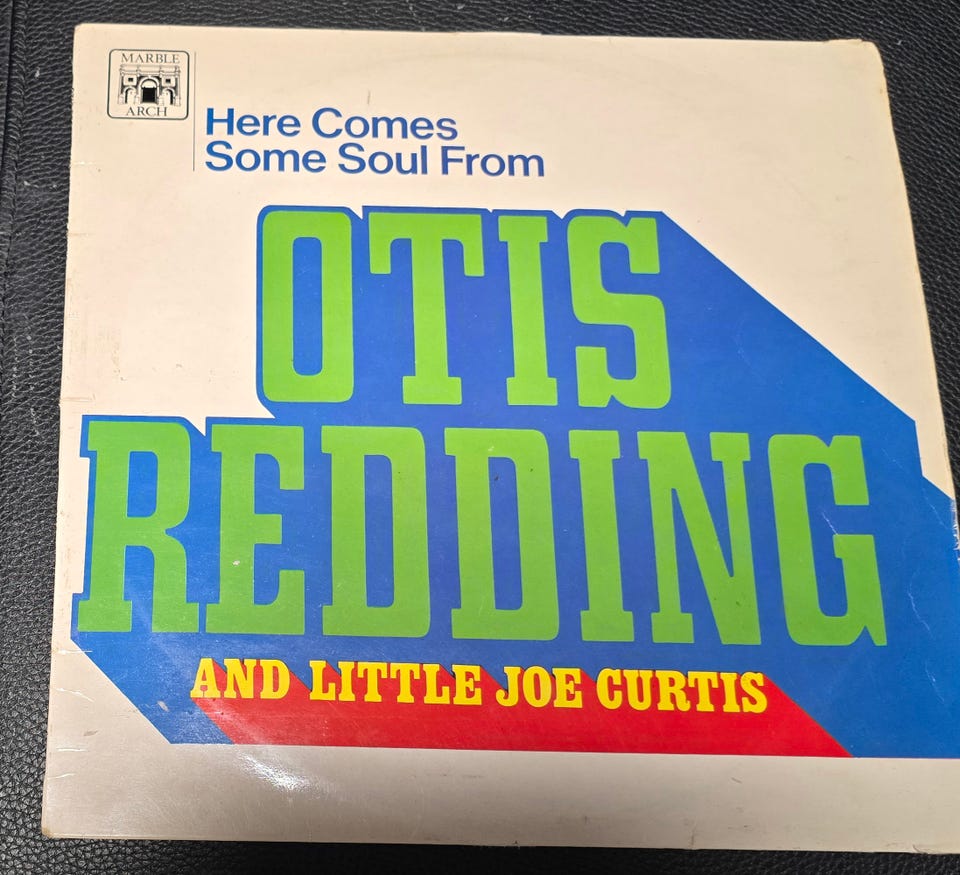 MARBLE
ARCH
Here Comes
Some Soul From
OTIS
REDDING
AND LITTLE JOE CURTIS